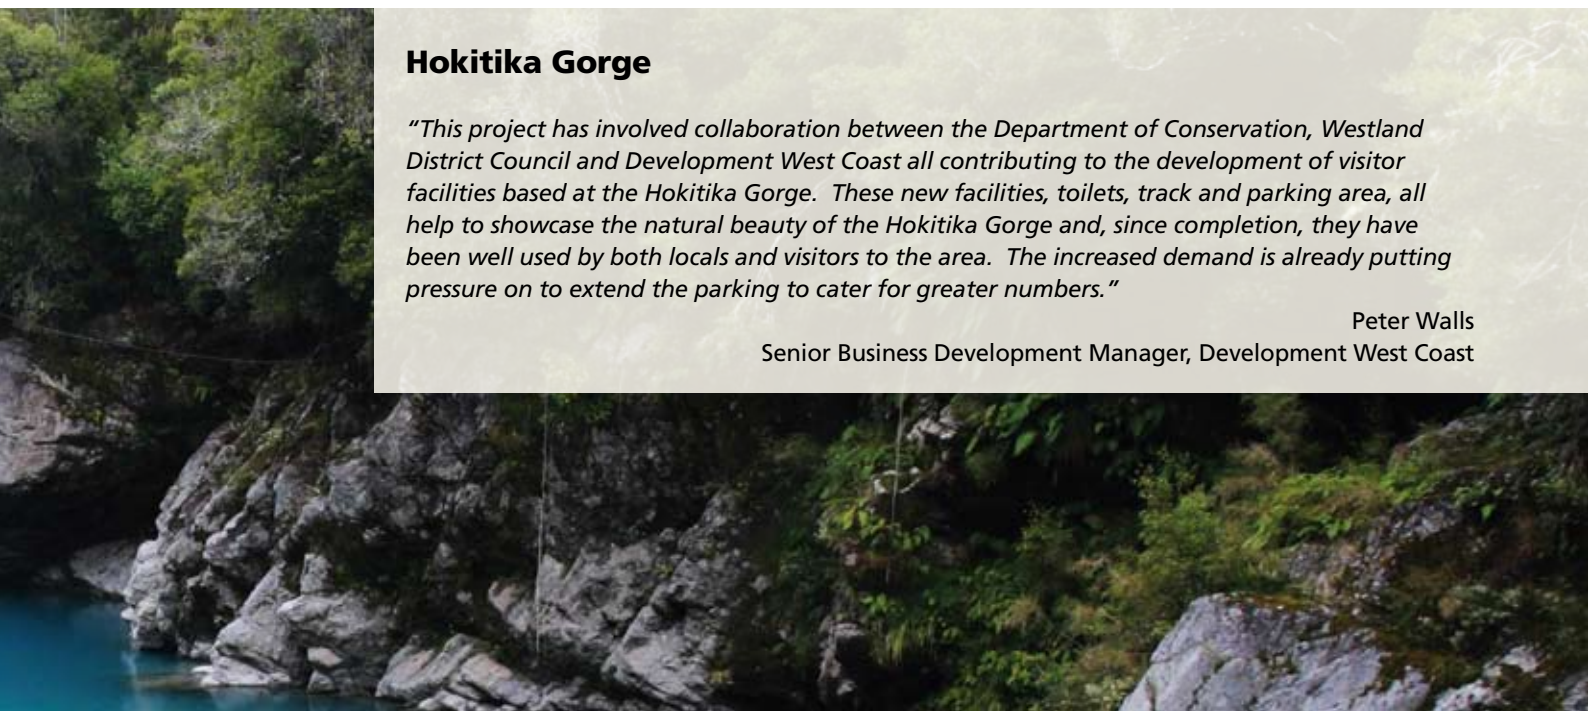 Hokitika Gorge
“This project has involved collaboration between the Department of Conservation, Westland
District Council and Development West Coast all contributing to the development of visitor
facilities based at the Hokitika Gorge.  These new facilities, toilets, track and parking area, all
help to showcase the natural beauty of the Hokitika Gorge and, since completion, they have
been well used by both locals and visitors to the area.  The increased demand is already putting
pressure on to extend the parking to cater for greater numbers.”
Peter Walls
Senior Business Development Manager, Development West Coast